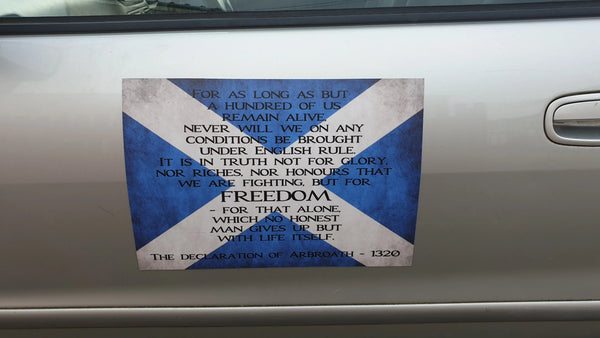 FOR AS LONG AS BUT
A HUNDRED OF US
REMAIN ALIVE,
NEVER WILL WE ON ANY
CONDITIONS BE BROUGHT
UNDER ENGLISH RULE.
IT IS IN TRUTH NOT FOR GLORY,
NOR RICHES, NOR HONOURS THAT
WE ARE FIGHTING, BUT FOR
FREEDOM
- FOR THAT ALONE,
WHICH NO HONEST
MAN GIVES UP BUT
WITH LIFE ITSELF.
THE DECLARATION OF ARBROATH - 1320